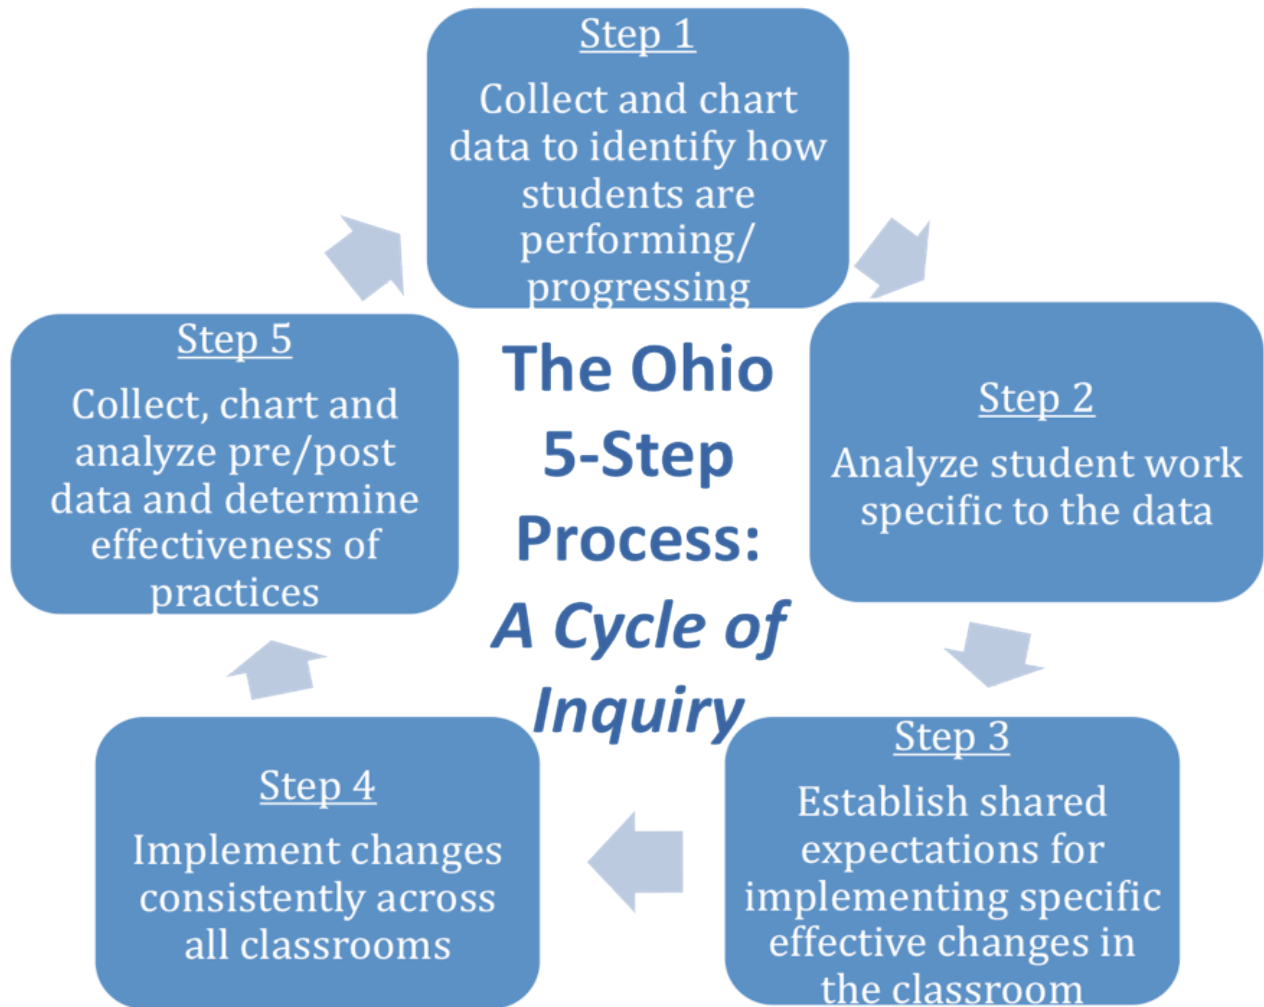 Step 1
Collect and chart
data to identify how
students are
performing/
progressing
Step 2
Analyze student work
specific to the data
Step 3
Establish shared
expectations for
implementing specific
effective changes in
the classroom
Step 4
Implement changes
consistently across
all classrooms
Step 5
Collect, chart and
analyze pre/post
data and determine
effectiveness of
practices
The Ohio
5-Step
Process:
A Cycle of
Inquiry